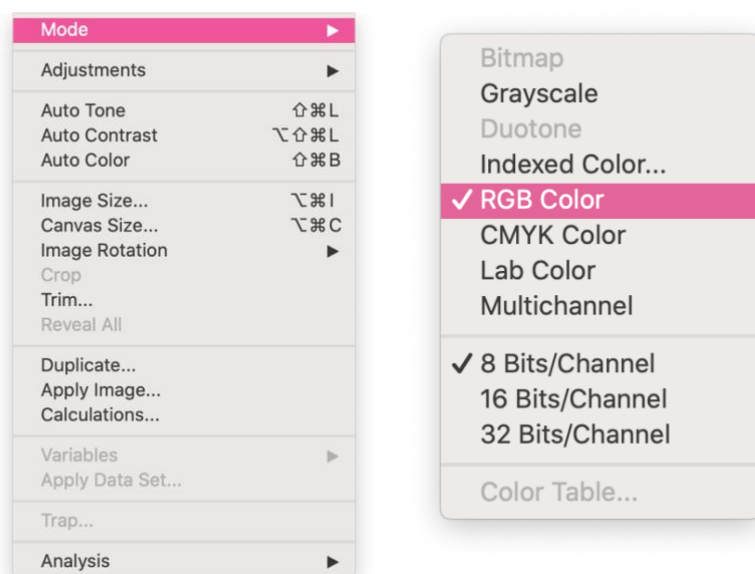 Mode ▶
Adjustments ▶
Auto Tone ⇧⌘L
Auto Contrast ⌥⇧⌘L
Auto Color ⇧⌘B
Image Size... ⌥⌘I
Canvas Size... ⌥⌘C
Image Rotation ▶
Crop
Trim...
Reveal All
Duplicate...
Apply Image...
Calculations...
Variables ▶
Apply Data Set...
Trap...
Analysis ▶
Bitmap
Grayscale
Duotone
Indexed Color...
✓ RGB Color
CMYK Color
Lab Color
Multichannel
✓ 8 Bits/Channel
16 Bits/Channel
32 Bits/Channel
Color Table...